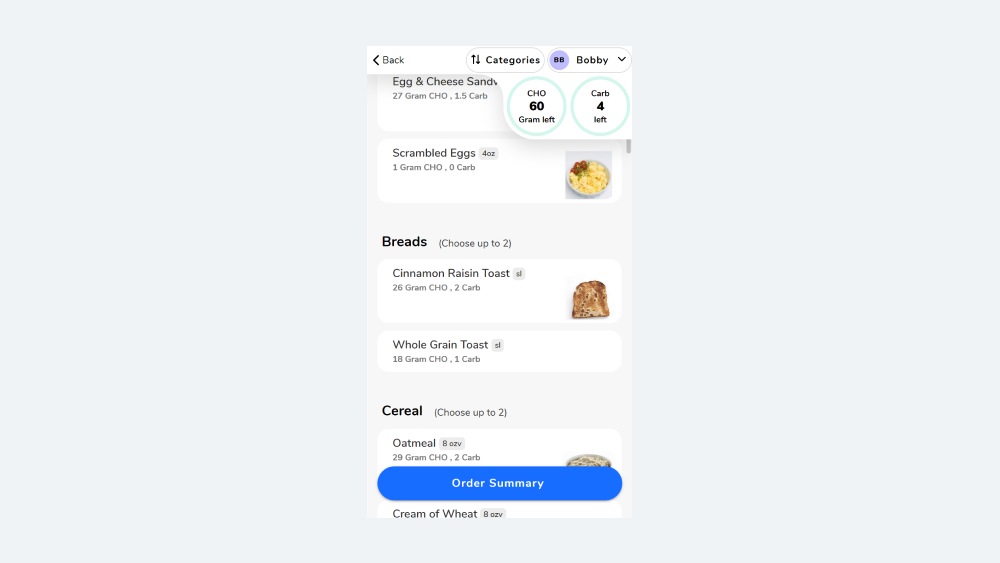 Back
Categories
BB
Bobby
Egg & Cheese
27 Gram CHO , 1.5 Carb
CHO
60
Gram left
Carb
4
left
Scrambled Eggs 4oz
1 Gram CHO , 0 Carb
Breads (Choose up to 2)
Cinnamon Raisin Toast sl
26 Gram CHO , 2 Carb
Whole Grain Toast sl
18 Gram CHO , 1 Carb
Cereal (Choose up to 2)
Oatmeal 8 ozv
29 Gram CHO , 2 Carb
Order Summary
Cream of Wheat 8 ozv